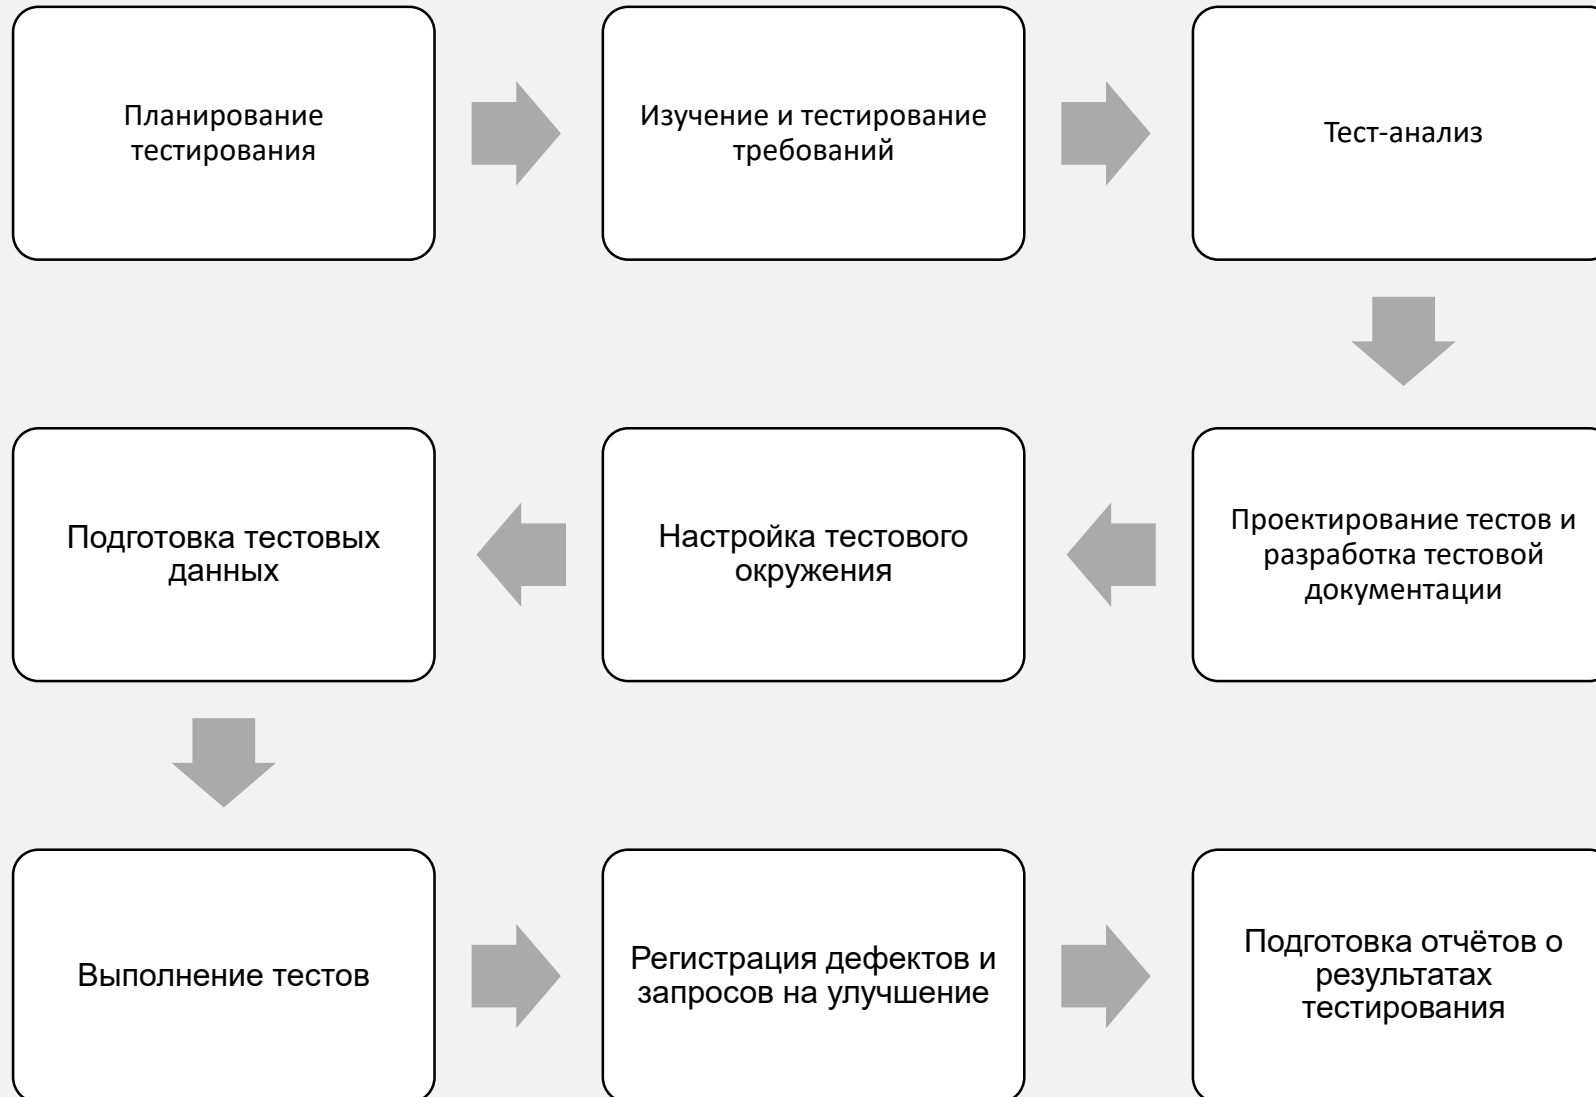 Планирование
тестирования
Изучение и тестирование
требований
Тест-анализ
Проектирование тестов и
разработка тестовой
документации
Настройка тестового
окружения
Подготовка тестовых
данных
Выполнение тестов
Регистрация дефектов и
запросов на улучшение
Подготовка отчётов о
результатах
тестирования